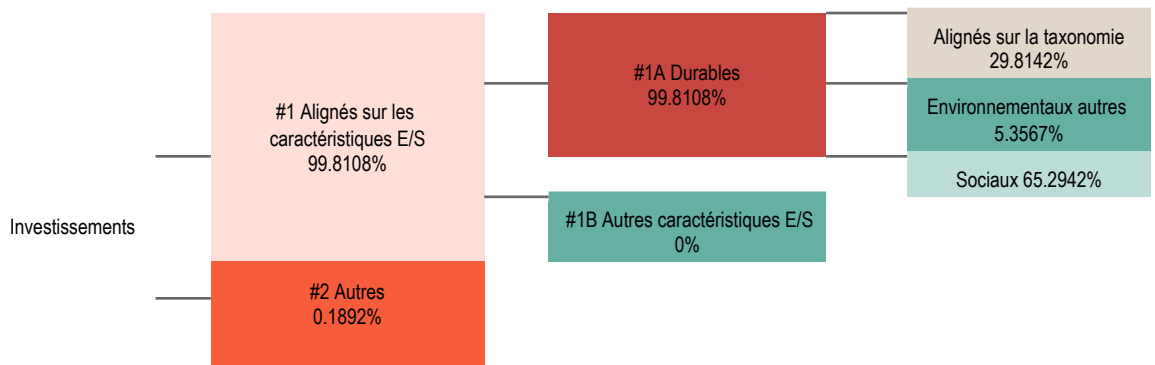 Investissements
#1 Alignés sur les
caractéristiques E/S
99.8108%
#2 Autres
0.1892%
#1A Durables
99.8108%
#1B Autres caractéristiques E/S
0%
Alignés sur la taxonomie
29.8142%
Environnementaux autres
5.3567%
Sociaux 65.2942%